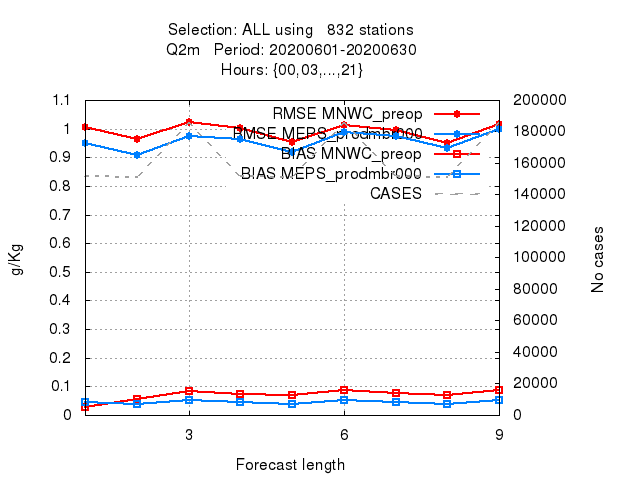 Selection: ALL using   832 stations
Q2m   Period: 20200601-20200630
Hours: {00,03,...,21}
RMSE MNWC_preop
RMSE MEPS_prodmbr000
BIAS MNWC_preop
BIAS MEPS_prodmbr000
CASES
1.1
1
0.9
0.8
0.7
0.6
0.5
0.4
0.3
0.2
0.1
0
g/Kg
200000
180000
160000
140000
120000
100000
80000
60000
40000
20000
0
No cases
3
6
9
Forecast length